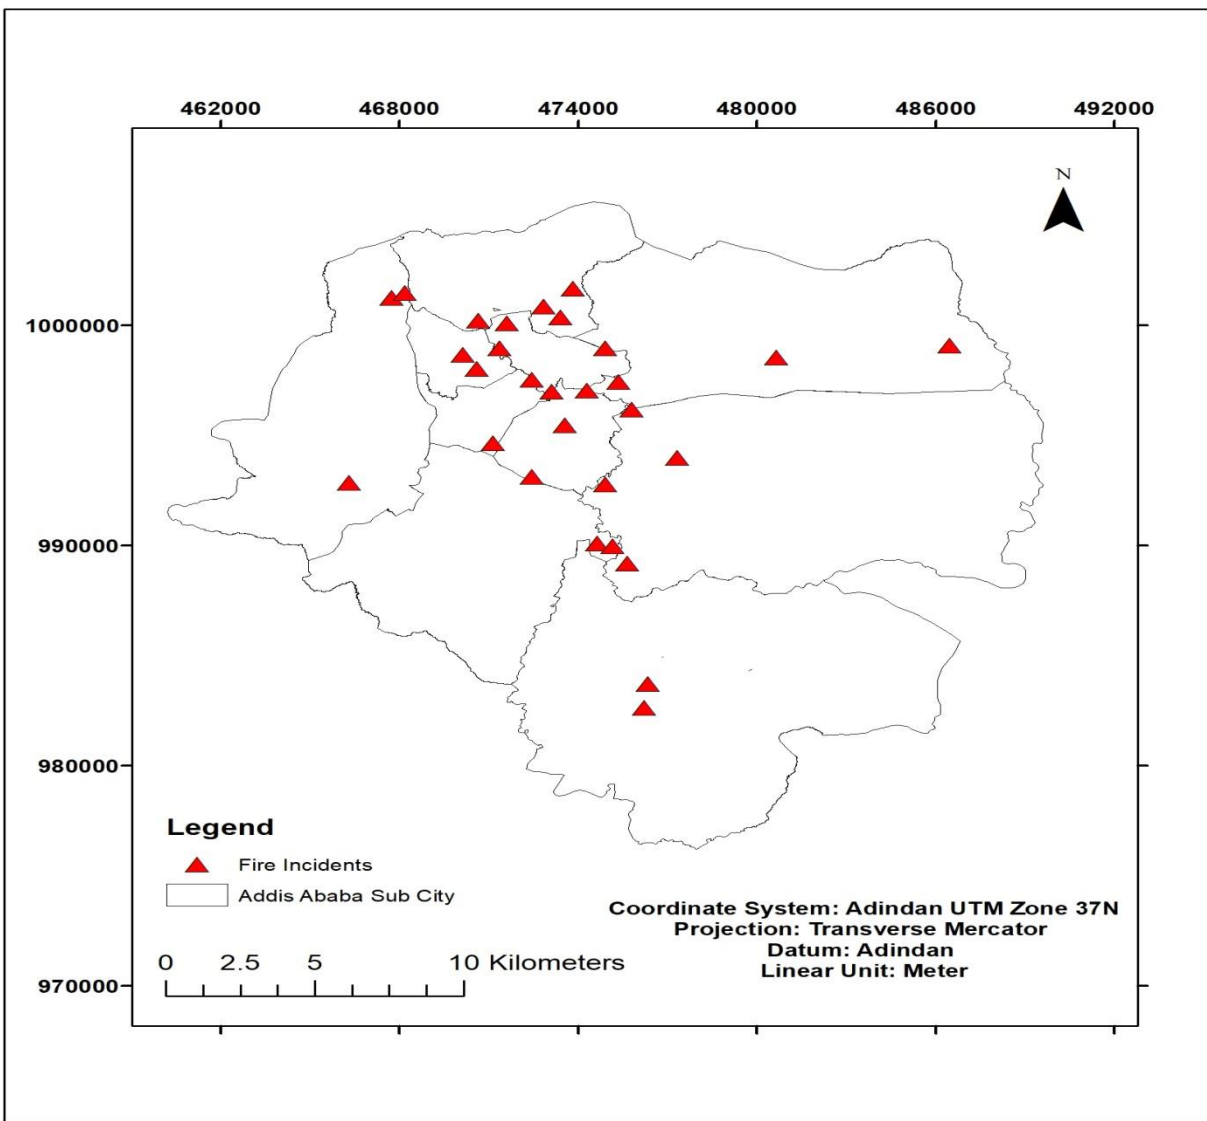 462000 468000 474000 480000 486000 492000
N
1000000
990000
980000
970000
Legend
Fire Incidents
Addis Ababa Sub City
0 2.5 5 10 Kilometers
Coordinate System: Adindan UTM Zone 37N
Projection: Transverse Mercator
Datum: Adindan
Linear Unit: Meter